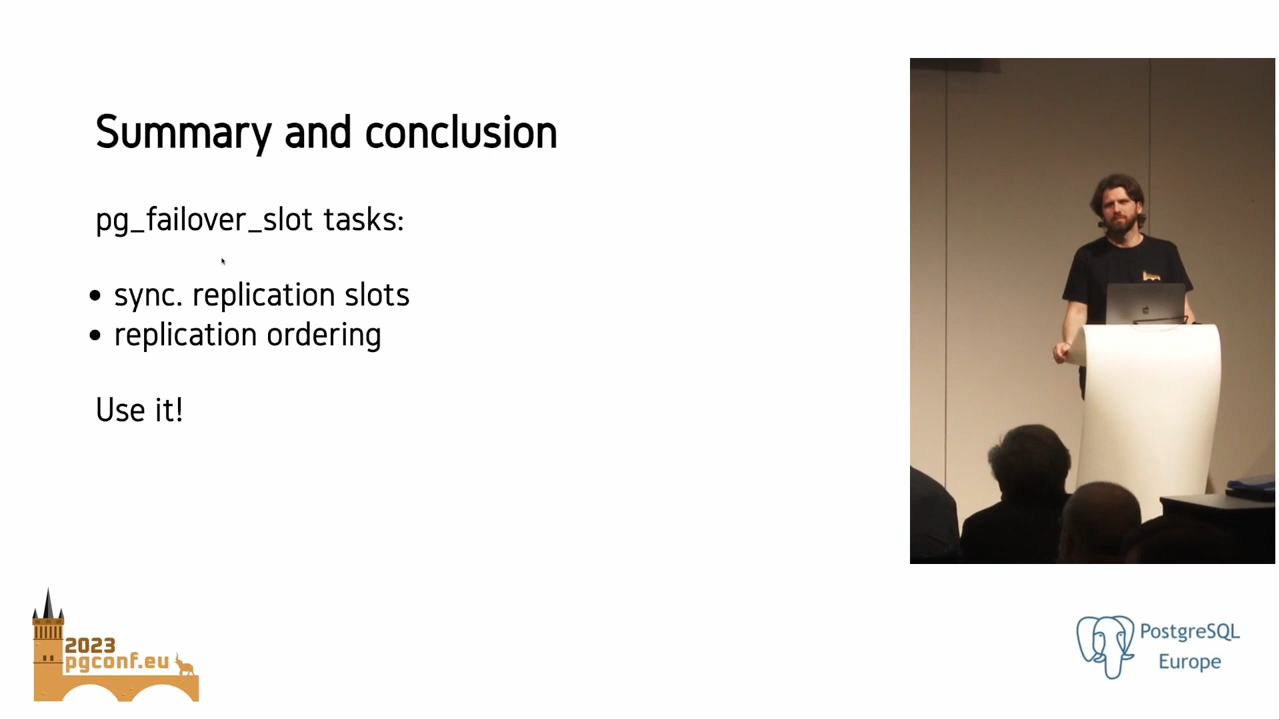 Summary and conclusion
pg_failover_slot tasks:
• sync. replication slots
• replication ordering
Use it!
2023
pgconf.eu
PostgreSQL
Europe